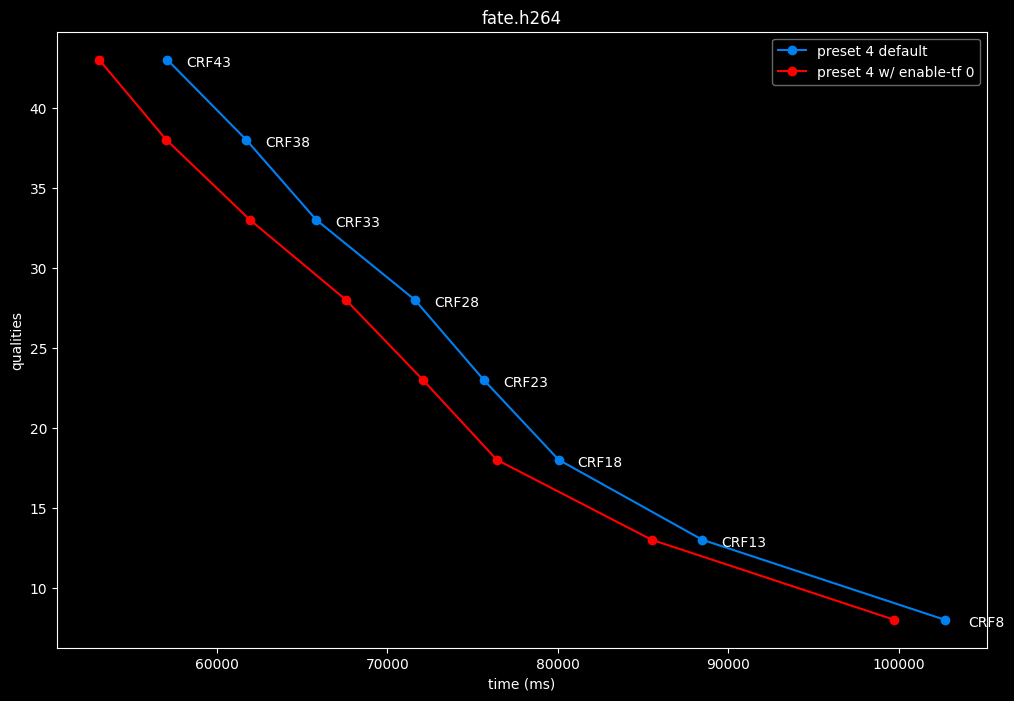 fate.h264
preset 4 default
preset 4 w/ enable-tf 0
CRF43
CRF38
CRF33
CRF28
CRF23
CRF18
CRF13
CRF8
40
35
30
25
20
15
10
qualities
60000
70000
80000
90000
100000
time (ms)